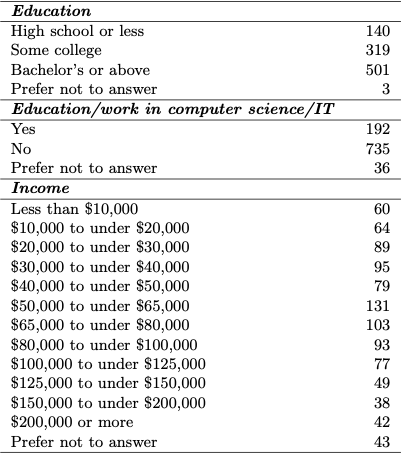 Education
High school or less 140
Some college 319
Bachelor's or above 501
Prefer not to answer 3
Education/work in computer science/IT
Yes 192
No 735
Prefer not to answer 36
Income
Less than $10,000 60
$10,000 to under $20,000 64
$20,000 to under $30,000 89
$30,000 to under $40,000 95
$40,000 to under $50,000 79
$50,000 to under $65,000 131
$65,000 to under $80,000 103
$80,000 to under $100,000 93
$100,000 to under $125,000 77
$125,000 to under $150,000 49
$150,000 to under $200,000 38
$200,000 or more 42
Prefer not to answer 43